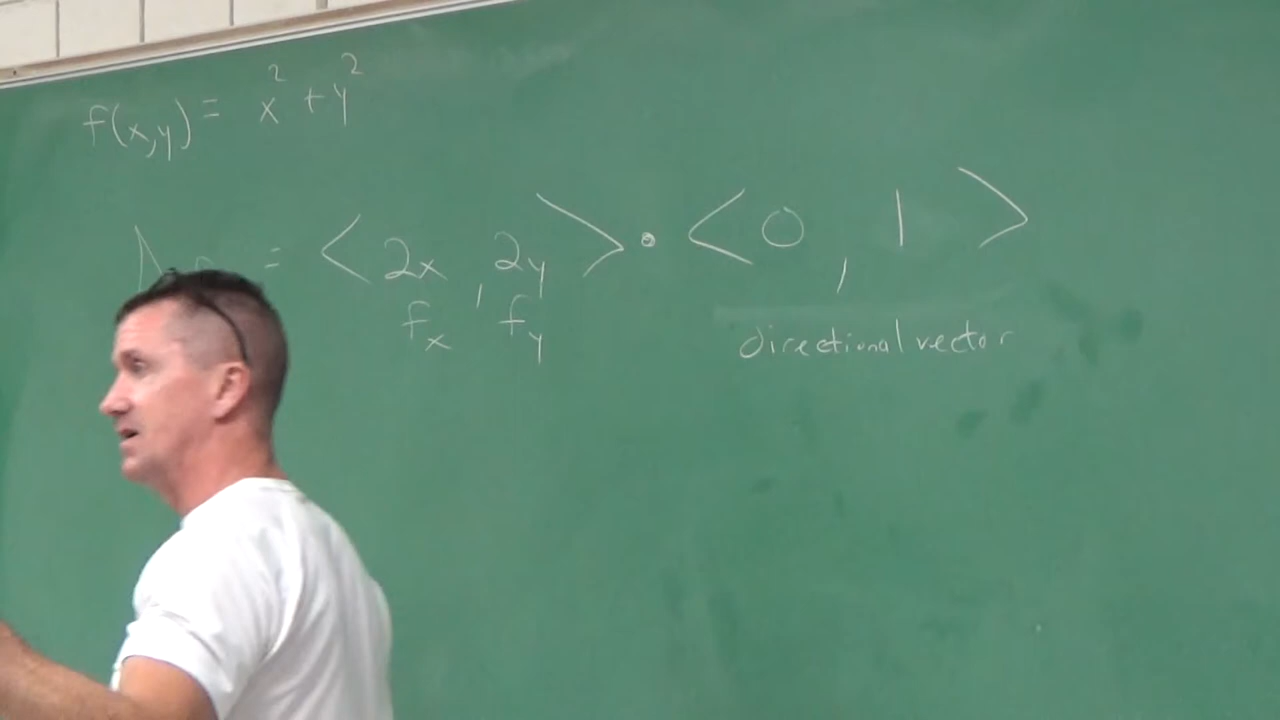 f(x,y) = x² + y²
= < 2x , 2y > • < 0 , 1 >
fx , fy directional vector